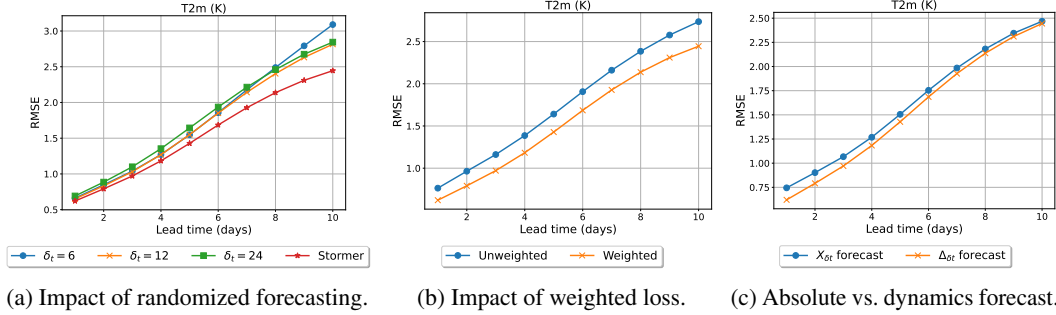 T2m (K)
3.0
2.5
2.0
1.5
1.0
0.5
RMSE
2
4
6
8
10
Lead time (days)
δt = 6
δt = 12
δt = 24
Stormer
(a) Impact of randomized forecasting.
T2m (K)
2.5
2.0
1.5
1.0
RMSE
2
4
6
8
10
Lead time (days)
Unweighted
Weighted
(b) Impact of weighted loss.
T2m (K)
2.50
2.25
2.00
1.75
1.50
1.25
1.00
0.75
RMSE
2
4
6
8
10
Lead time (days)
Xδt forecast
Δδt forecast
(c) Absolute vs. dynamics forecast.